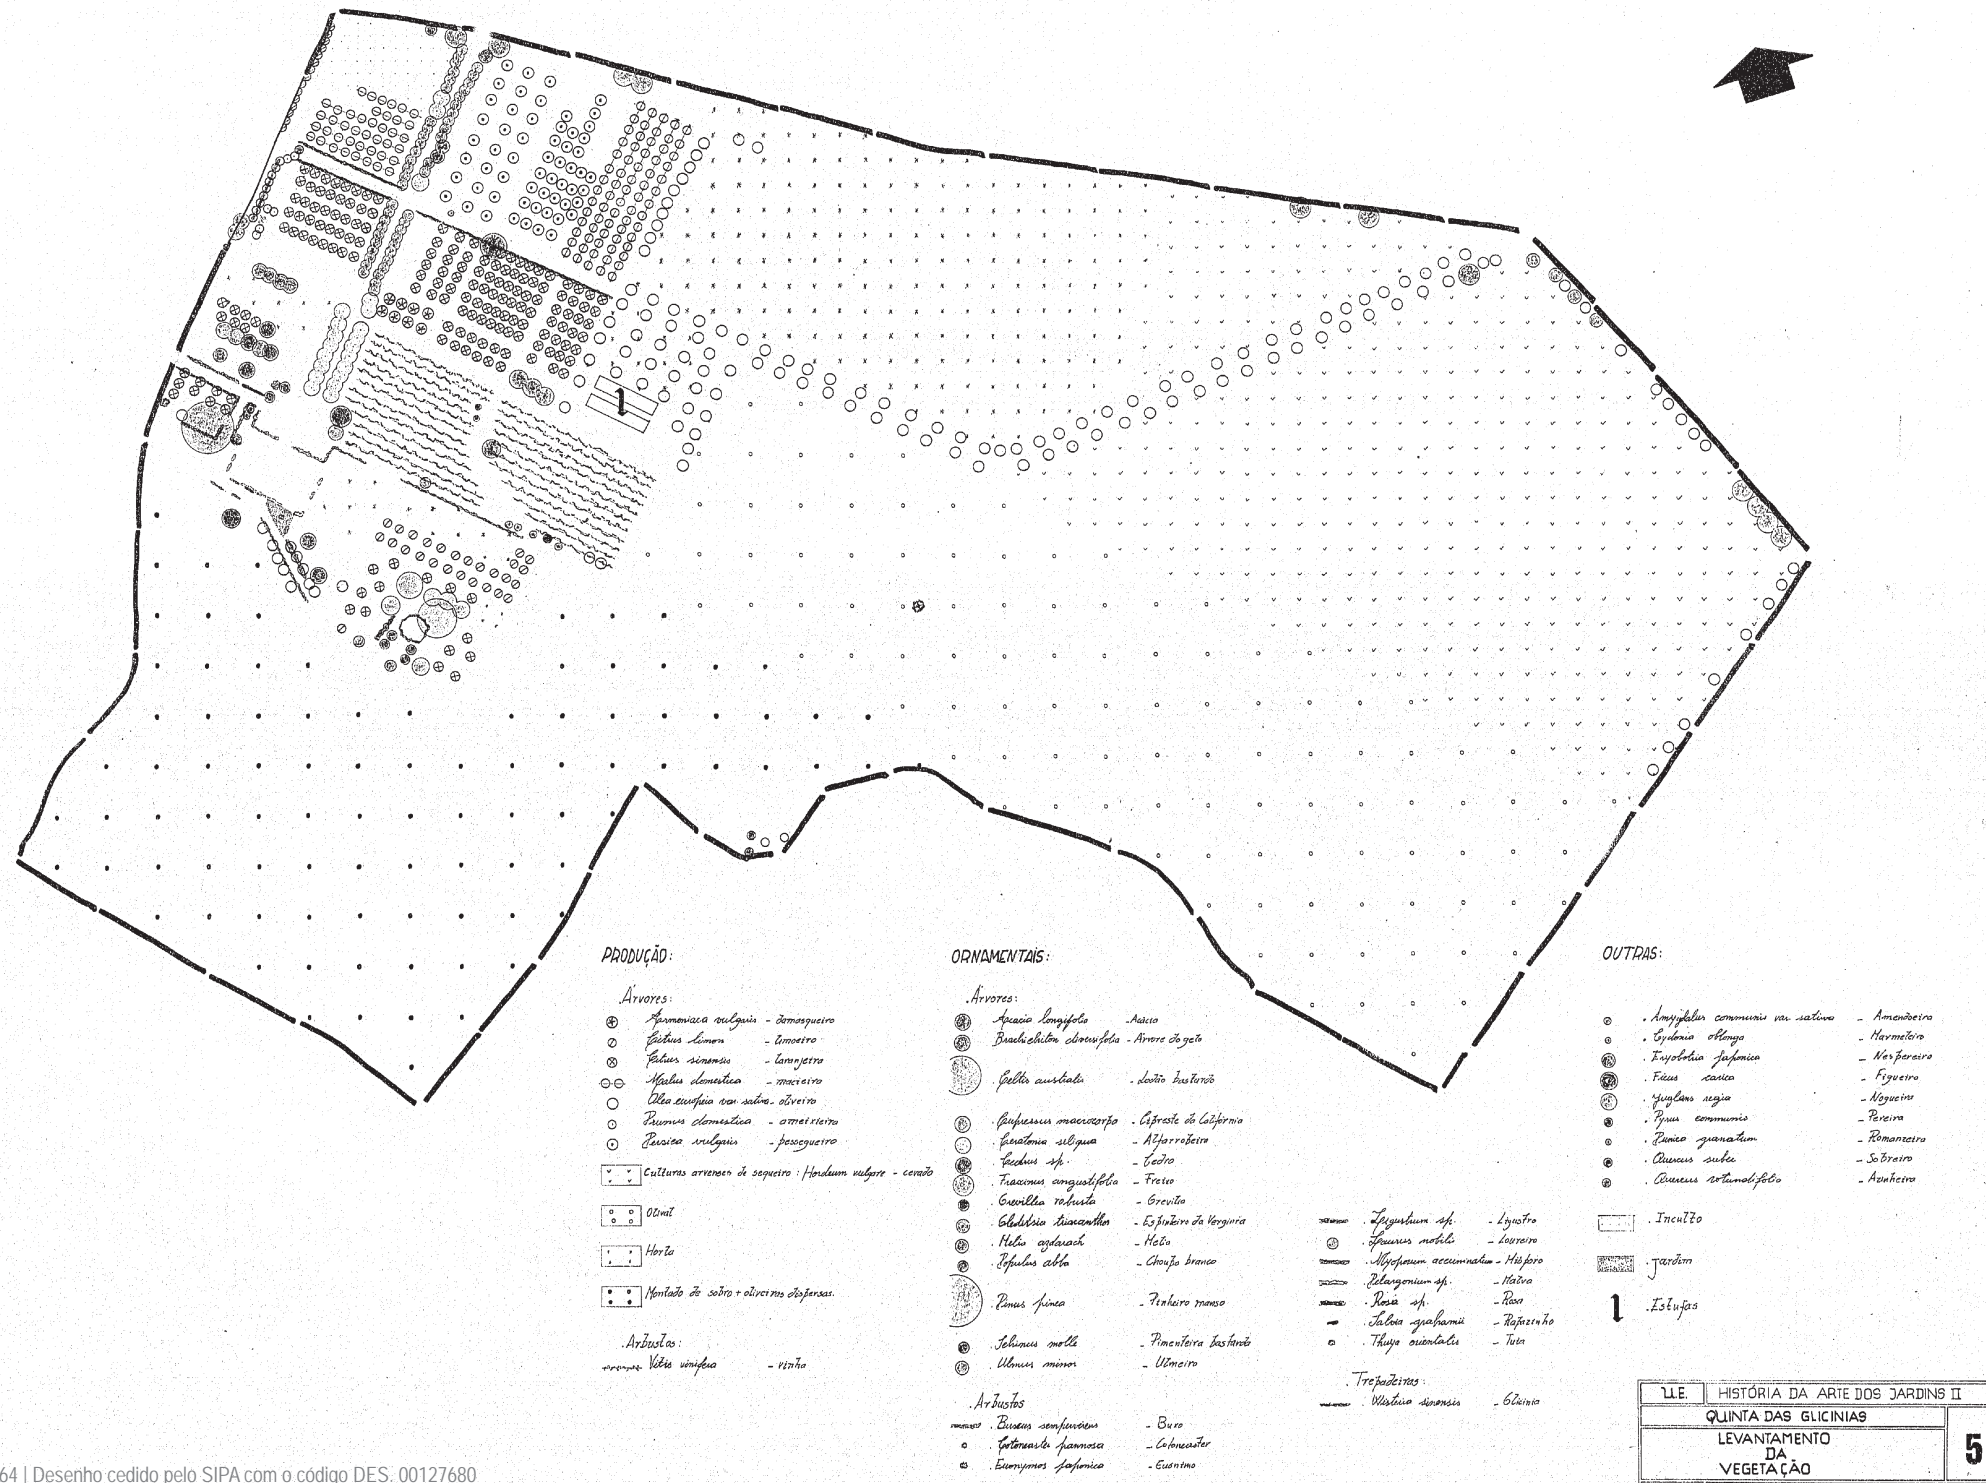 PRODUÇÃO:
.Árvores:
Armeniaca vulgaris - damasqueiro
Citrus limon - limoeiro
Citrus sinensis - laranjeira
Malus domestica - macieira
Olea europeia var. sativa - oliveira
Prunus domestica - ameixieira
Persica vulgaris - pessegueiro
Culturas arvenses de sequeiro : Hordeum vulgare - cevada
Olival
Horta
Montado de sobro + oliveiras dispersas.
.Arbustos:
Vitis vinifera - vinha
ORNAMENTAIS:
.Árvores:
. Acacia longifolia - Acácia
. Brachichiton diversifolia - Árvore do gelo
. Celtis australis - Lodão bastardo
. Cupressus macrocarpa - Cipreste da Califórnia
. Ceratonia siliqua - Alfarrobeira
. Cedrus sp. - Cedro
. Fraxinus angustifolia - Freixo
. Grevillea robusta - Grevília
. Gleditsia triacanthos - Espinheiro da Virgínia
. Melia azdarach - Melia
. Populus alba - Choupo branco
. Pinus pinea - Pinheiro manso
. Schinus molle - Pimenteira bastarda
. Ulmus minor - Ulmeiro
.Arbustos
. Buxus sempervirens - Buxo
. Cotoneaster pannosa - Cotoneaster
. Euonymos japonica - Euónimo
. Ligustrum sp. - Ligustro
. Laurus nobilis - Loureiro
. Myoporum accuminatum - Mióporo
. Pelargonium sp. - Malva
. Rosa sp. - Rosa
. Salvia grahamii - Rapazinho
. Thuya orientalis - Tuia
.Trepadeiras:
. Wisteria sinensis - Glicínia
OUTRAS:
. Amygdalus communis var. sativa - Amendoeira
. Cydonia oblonga - Marmeleiro
. Eryobotria japonica - Nespereira
. Ficus carica - Figueira
. Juglans regia - Nogueira
. Pyrus communis - Pereira
. Punica granatum - Romanzeira
. Quercus suber - Sobreiro
. Quercus rotundifolia - Azinheira
. Inculto
. Jardim
. Estufas
U.E. HISTÓRIA DA ARTE DOS JARDINS II
QUINTA DAS GLICINIAS
LEVANTAMENTO
DA
VEGETAÇÃO
5
64 | Desenho cedido pelo SIPA com o código DES. 00127680